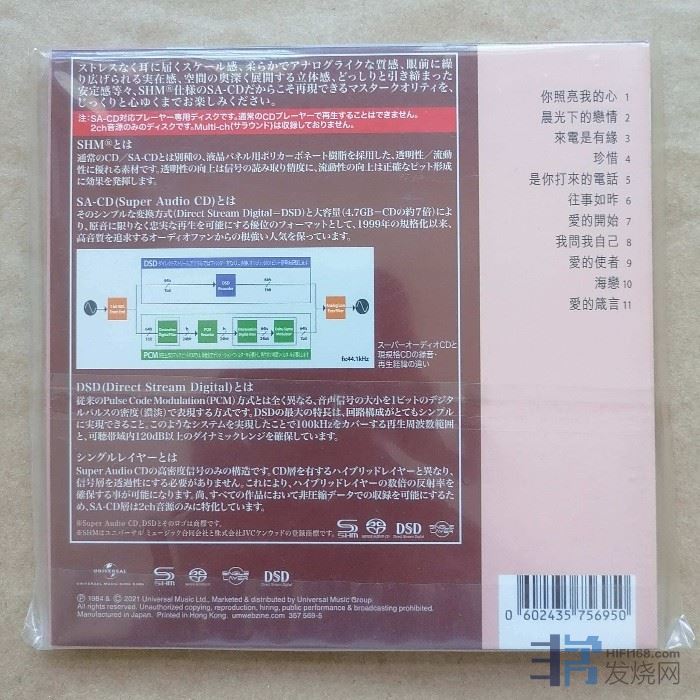 ストレスなく耳に届くスケール感、柔らかでアナログライクな質感、眼前に繰
り広げられる実在感、空間の奥深く展開する立体感、どっしりと引き締まった
安定感等々、SHM®仕様のSA-CDだからこそ再現できるマスタークオリティを、
じっくりと心ゆくまでお楽しみください。
注・SA-CD対応プレーヤー専用ディスクです。通常のCDプレーヤーで再生することはできません。
2ch音源のみのディスクです。Multi-ch(サラウンド)は収録しておりません。
SHM®とは
通常のCD/SA-CDとは別種の、液晶パネル用ポリカーボネート樹脂を採用した、透明性/流動
性に優れる素材です。透明性の向上は信号の読み取り精度に、流動性の向上は正確なピット形成
に効果を発揮します。
SA-CD(Super Audio CD)とは
そのシンプルな変換方式(Direct Stream Digital=DSD)と大容量(4.7GB=CDの約7倍)によ
り、原音に限りなく忠実な再生を可能にする優位のフォーマットとして、1999年の規格化以来、
高音質を追求するオーディオファンからの根強い人気を保っています。
DSD
DSD
Recorder
PCM
fs:44.1kHz
スーパーオーディオCDと
現規格CDの録音・
再生経路の違い
DSD(Direct Stream Digital)とは
従来のPulse Code Modulation(PCM)方式とは全く異なる、音声信号の大小を1ビットのデジタ
ルパルスの密度(濃淡)で表現する方式です。DSDの最大の特長は、回路構成がとてもシンプル
に実現できること。このようなシステムを実現したことで100kHzをカバーする再生周波数範囲
と、可聴帯域内120dB以上のダイナミックレンジを確保しています。
シングルレイヤーとは
Super Audio CDの高密度信号のみの構造です。CD層を有するハイブリッドレイヤーと異なり、
信号層を透過性にする必要がありません。これにより、ハイブリッドレイヤーの数倍の反射率を
確保する事が可能になります。尚、すべての作品において非圧縮データでの収録を可能にするた
め、SA-CD層は2ch音源のみに特化しています。
※Super Audio CD、DSDとそのロゴは商標です。
※SHMはユニバーサル ミュージック合同会社と株式会社JVCケンウッドの登録商標です。
SHM
DSD
UNIVERSAL
SHM
SINGLE LAYER
DSD
Direct Stream Digital
℗ 1984 & © 2021 Universal Music Ltd., Marketed & distributed by Universal Music Group.
All rights reserved. Unauthorized copying, reproduction, hiring, public performance & broadcasting prohibited.
Manufactured in Japan. Printed in Hong Kong. umwebzine.com 357 569-5
你照亮我的心 1
晨光下的戀情 2
來電是有緣 3
珍惜 4
是你打來的電話 5
往事如昨 6
愛的開始 7
我問我自己 8
愛的使者 9
海戀 10
愛的箴言 11
0 602435 756950
HIFI168.com
发烧网